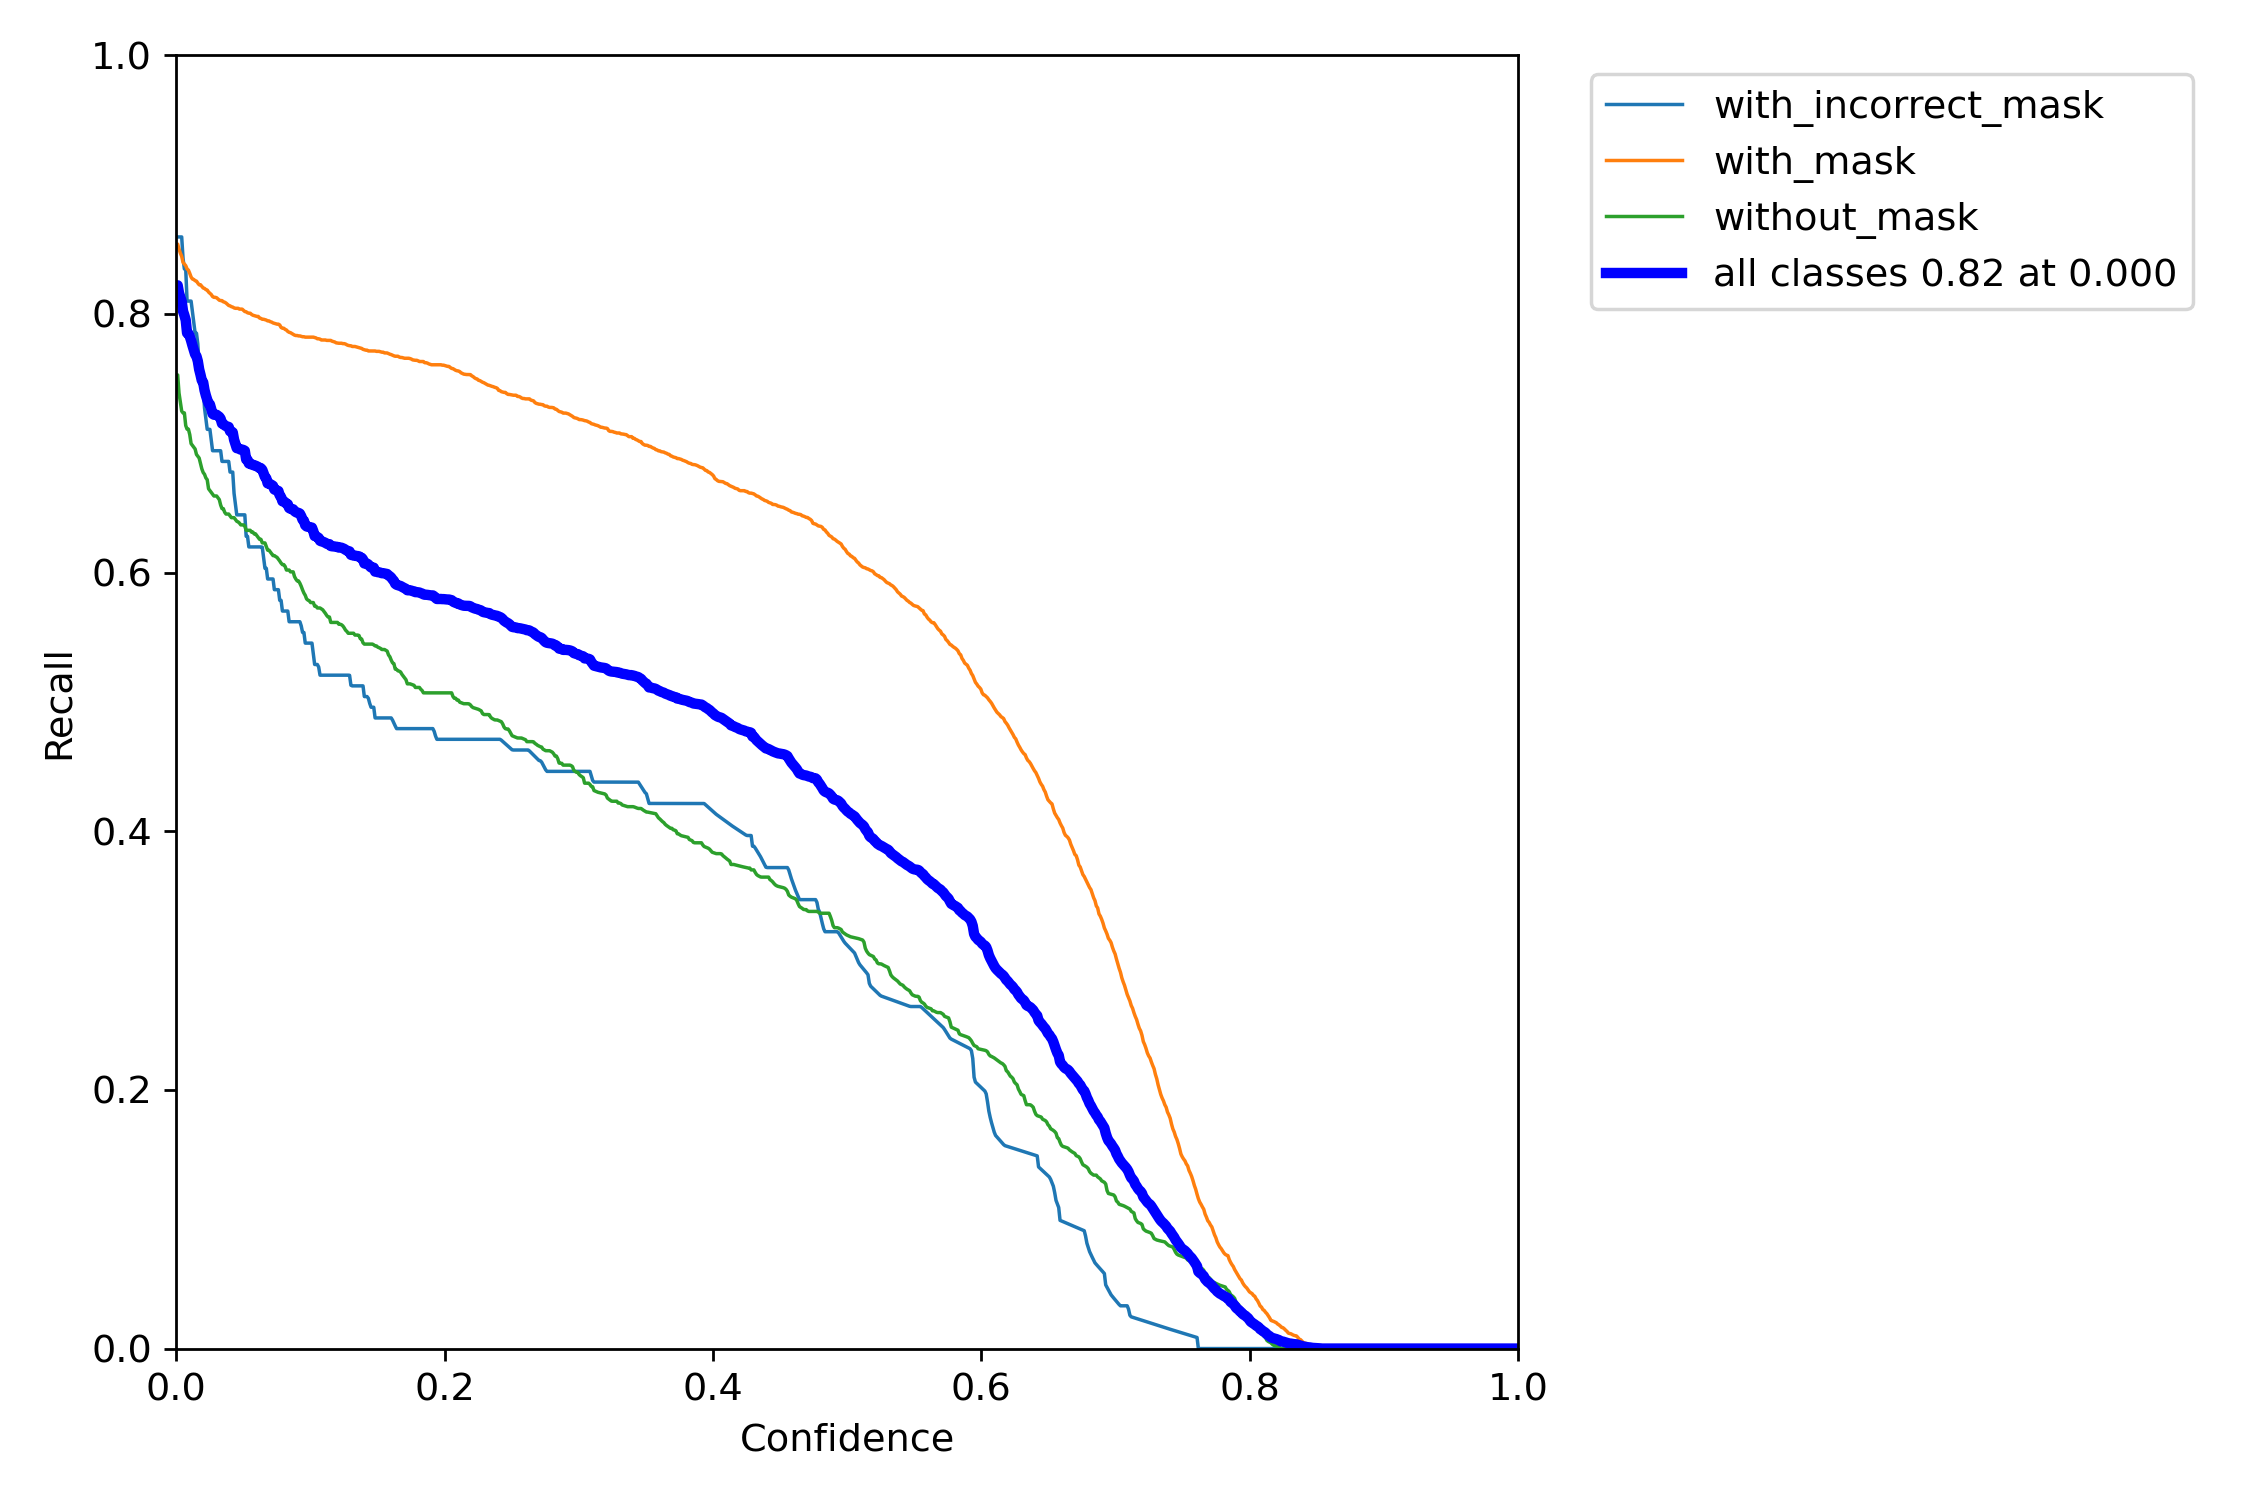 1.0
0.8
0.6
0.4
0.2
0.0
Recall
0.0 0.2 0.4 0.6 0.8 1.0
Confidence
with_incorrect_mask
with_mask
without_mask
all classes 0.82 at 0.000